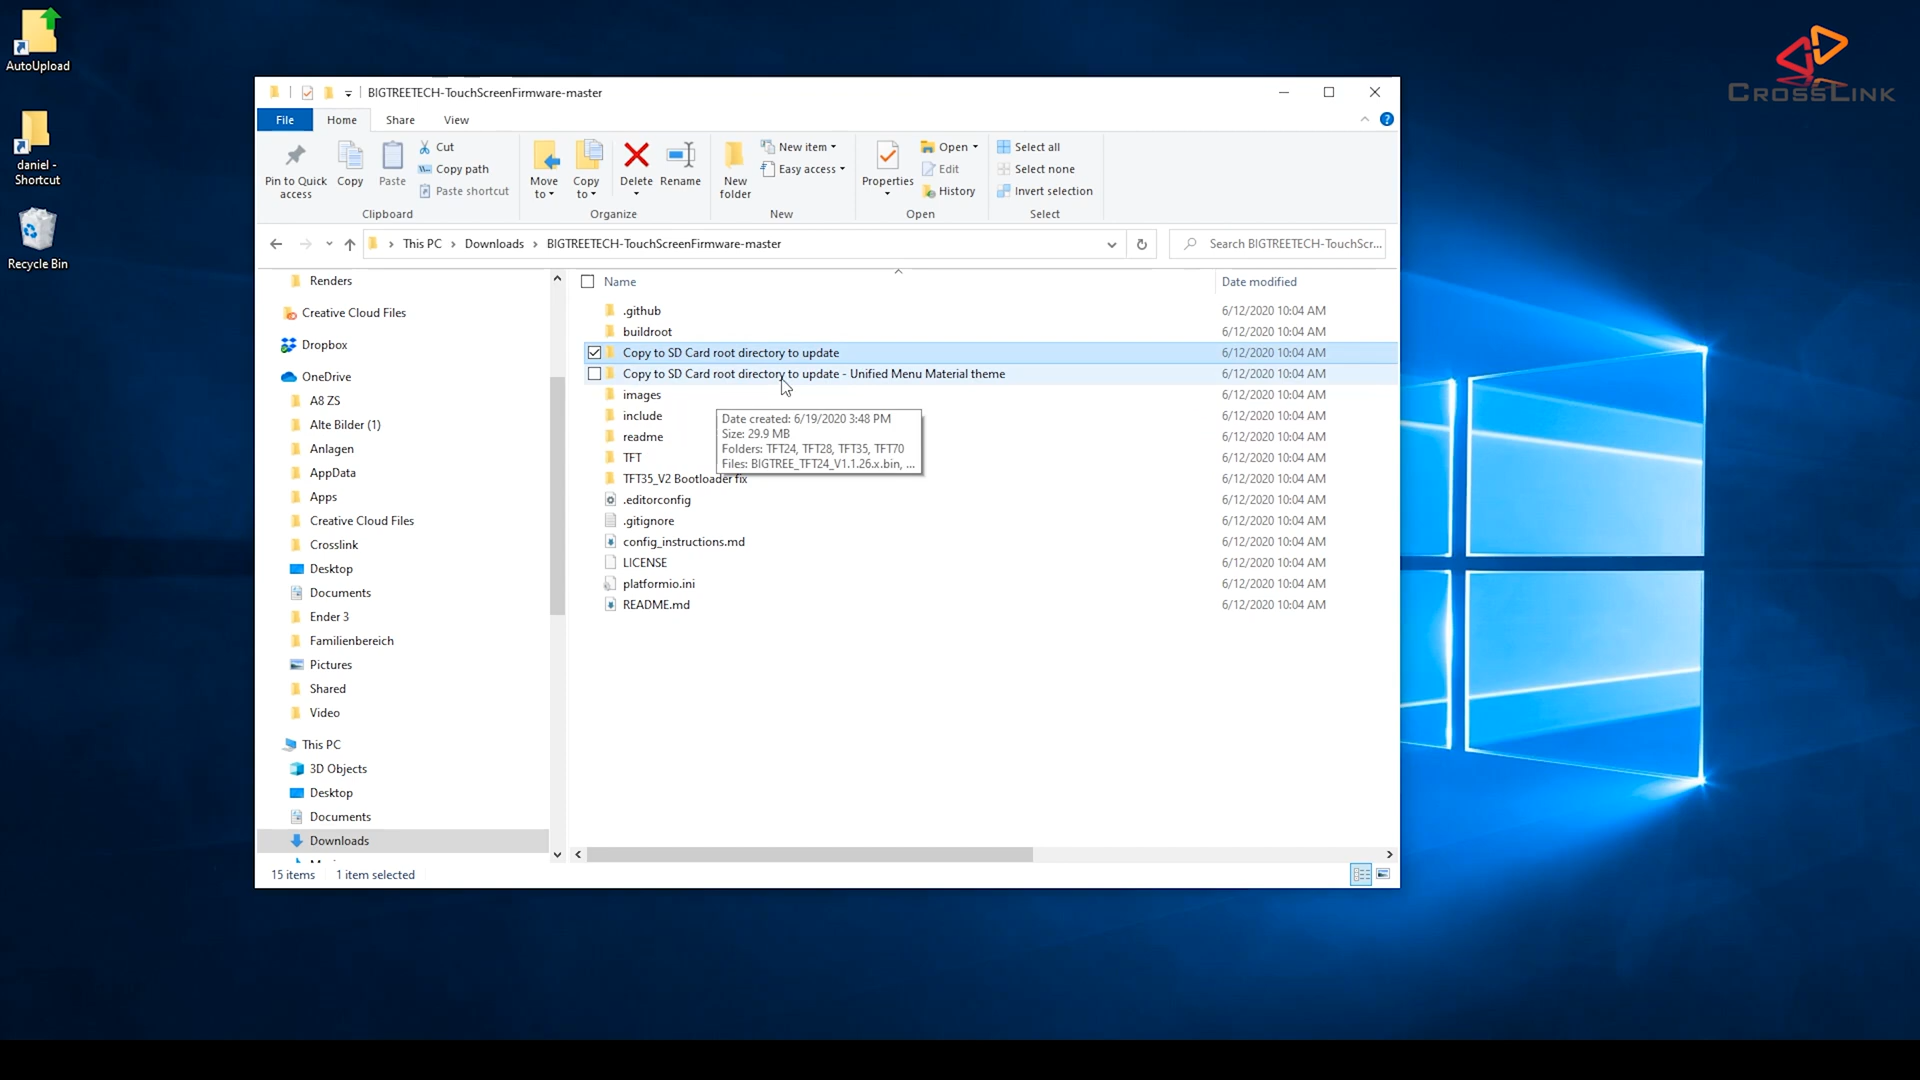 AutoUpload
daniel -
Shortcut
Recycle Bin
CROSSLINK
BIGTREETECH-TouchScreenFirmware-master
File
Home
Share
View
Pin to Quick
access
Copy
Paste
Cut
Copy path
Paste shortcut
Clipboard
Move
to
Copy
to
Delete
Rename
Organize
New
folder
New item
Easy access
New
Properties
Open
Edit
History
Open
Select all
Select none
Invert selection
Select
This PC > Downloads > BIGTREETECH-TouchScreenFirmware-master
Search BIGTREETECH-TouchScr...
Renders
Creative Cloud Files
Dropbox
OneDrive
A8 ZS
Alte Bilder (1)
Anlagen
AppData
Apps
Creative Cloud Files
Crosslink
Desktop
Documents
Ender 3
Familienbereich
Pictures
Shared
Video
This PC
3D Objects
Desktop
Documents
Downloads
Name Date modified
.github 6/12/2020 10:04 AM
buildroot 6/12/2020 10:04 AM
Copy to SD Card root directory to update 6/12/2020 10:04 AM
Copy to SD Card root directory to update - Unified Menu Material theme 6/12/2020 10:04 AM
images 6/12/2020 10:04 AM
include 6/12/2020 10:04 AM
readme 6/12/2020 10:04 AM
TFT 6/12/2020 10:04 AM
TFT35_V2 Bootloader fix 6/12/2020 10:04 AM
.editorconfig 6/12/2020 10:04 AM
.gitignore 6/12/2020 10:04 AM
config_instructions.md 6/12/2020 10:04 AM
LICENSE 6/12/2020 10:04 AM
platformio.ini 6/12/2020 10:04 AM
README.md 6/12/2020 10:04 AM
Date created: 6/19/2020 3:48 PM
Size: 29.9 MB
Folders: TFT24, TFT28, TFT35, TFT70
Files: BIGTREE_TFT24_V1.1.26.x.bin, ...
15 items 1 item selected